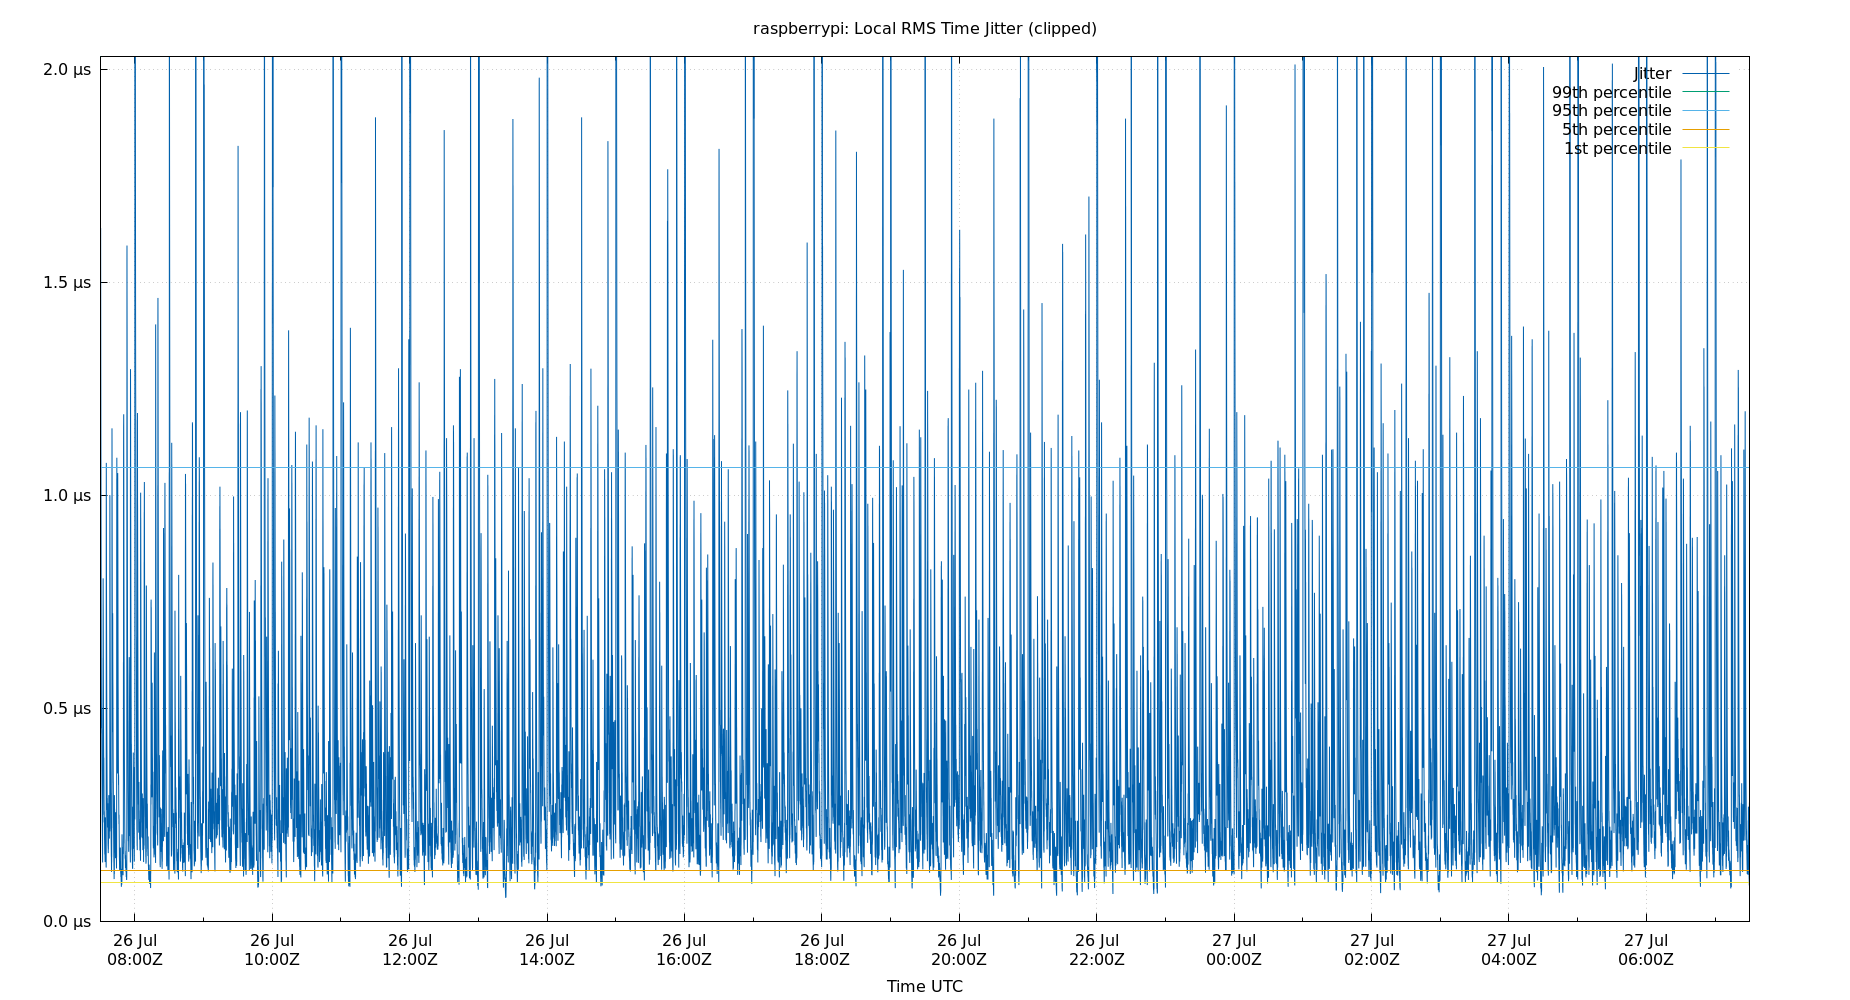 raspberrypi: Local RMS Time Jitter (clipped)
2.0 µs
1.5 µs
1.0 µs
0.5 µs
0.0 µs
Jitter
99th percentile
95th percentile
5th percentile
1st percentile
26 Jul 26 Jul 26 Jul 26 Jul 26 Jul 26 Jul 26 Jul 26 Jul 27 Jul 27 Jul 27 Jul 27 Jul
08:00Z 10:00Z 12:00Z 14:00Z 16:00Z 18:00Z 20:00Z 22:00Z 00:00Z 02:00Z 04:00Z 06:00Z
Time UTC